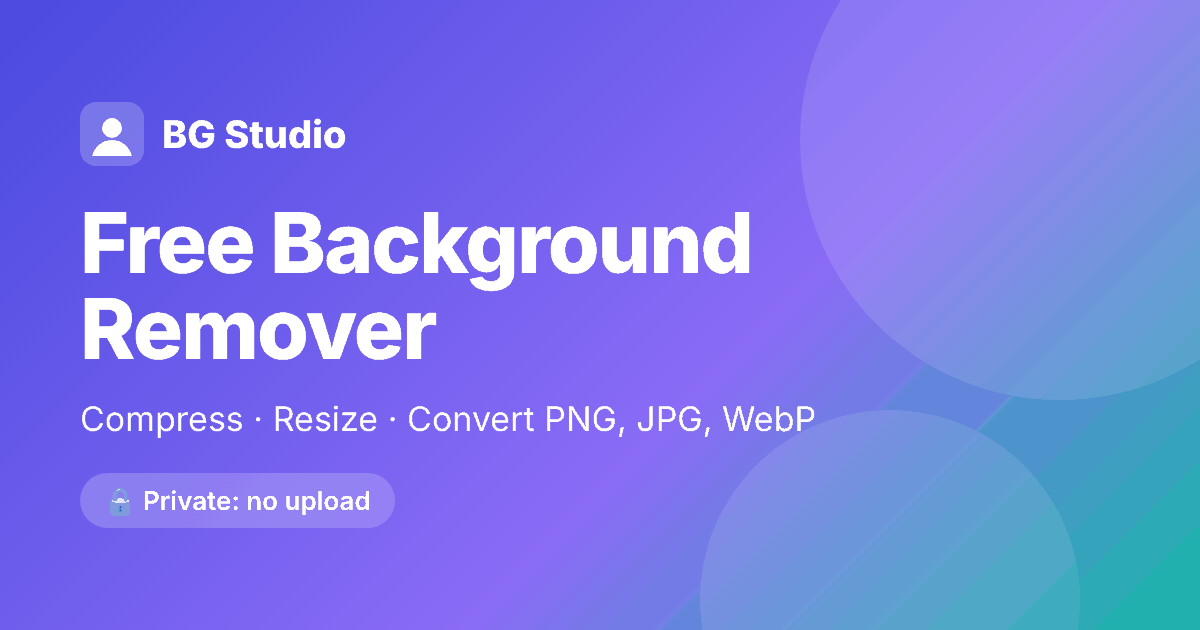 BG Studio
Free Background
Remover
Compress · Resize · Convert PNG, JPG, WebP
🔒 Private: no upload